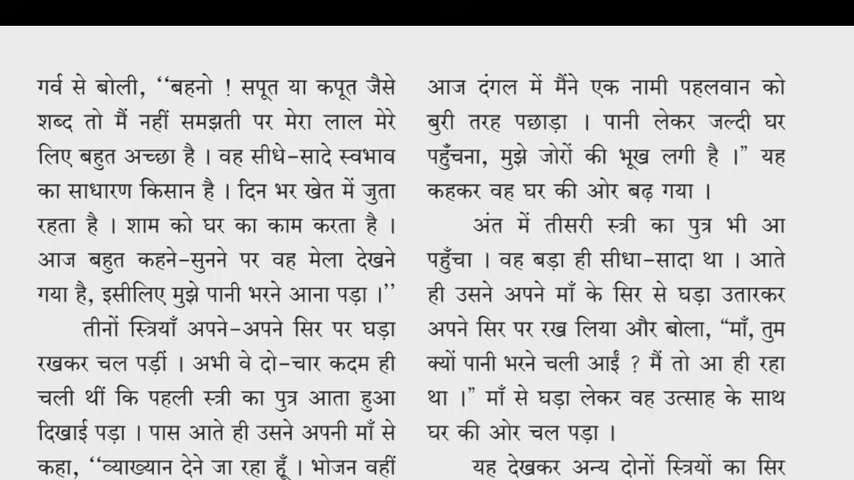 गर्व से बोली, ‘‘बहनो ! सपूत या कपूत जैसे
शब्द तो मैं नहीं समझती पर मेरा लाल मेरे
लिए बहुत अच्छा है । वह सीधे-सादे स्वभाव
का साधारण किसान है । दिन भर खेत में जुता
रहता है । शाम को घर का काम करता है ।
आज बहुत कहने-सुनने पर वह मेला देखने
गया है, इसीलिए मुझे पानी भरने आना पड़ा ।’’
तीनों स्त्रियाँ अपने-अपने सिर पर घड़ा
रखकर चल पड़ीं । अभी वे दो-चार कदम ही
चली थीं कि पहली स्त्री का पुत्र आता हुआ
दिखाई पड़ा । पास आते ही उसने अपनी माँ से
कहा, ‘‘व्याख्यान देने जा रहा हूँ । भोजन वहीं
आज दंगल में मैंने एक नामी पहलवान को
बुरी तरह पछाड़ा । पानी लेकर जल्दी घर
पहुँचना, मुझे जोरों की भूख लगी है ।” यह
कहकर वह घर की ओर बढ़ गया ।
अंत में तीसरी स्त्री का पुत्र भी आ
पहुँचा । वह बड़ा ही सीधा-सादा था । आते
ही उसने अपने माँ के सिर से घड़ा उतारकर
अपने सिर पर रख लिया और बोला, “माँ, तुम
क्यों पानी भरने चली आईं ? मैं तो आ ही रहा
था ।” माँ से घड़ा लेकर वह उत्साह के साथ
घर की ओर चल पड़ा ।
यह देखकर अन्य दोनों स्त्रियों का सिर